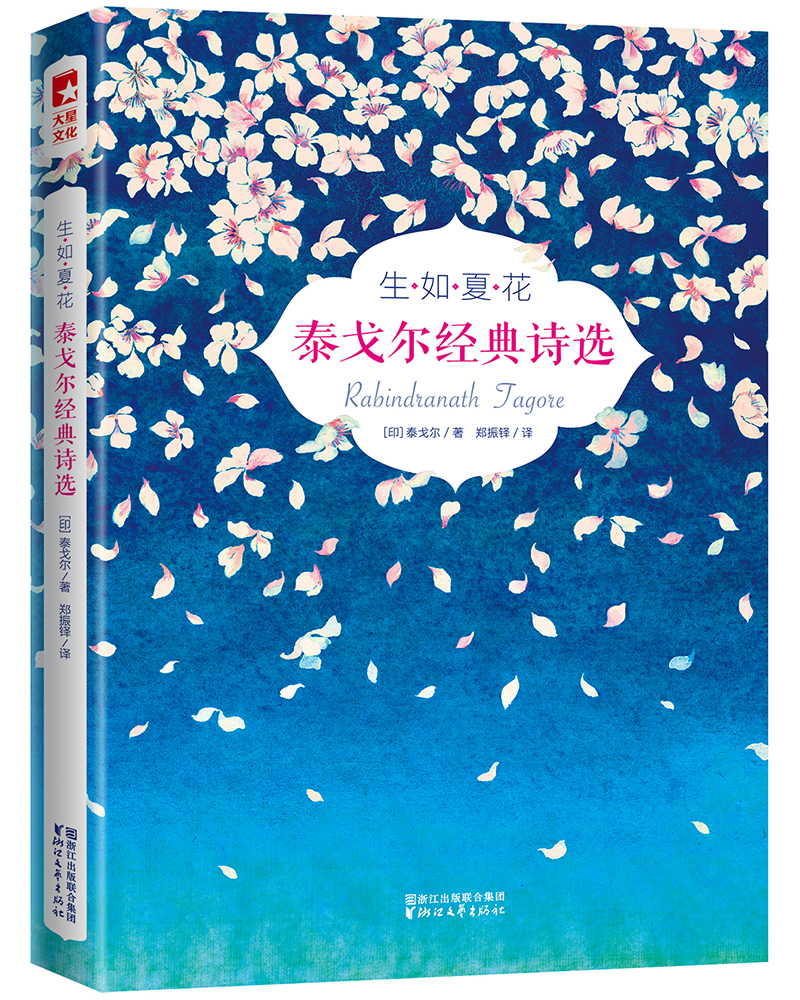 大星
文化
生·如·夏·花
泰戈尔经典诗选
[印]泰戈尔/著
郑振铎/译
浙江出版联合集团
浙江文艺出版社
生·如·夏·花
泰戈尔经典诗选
Rabindranath Tagore
[印]泰戈尔/著 郑振铎/译
浙江出版联合集团
浙江文艺出版社